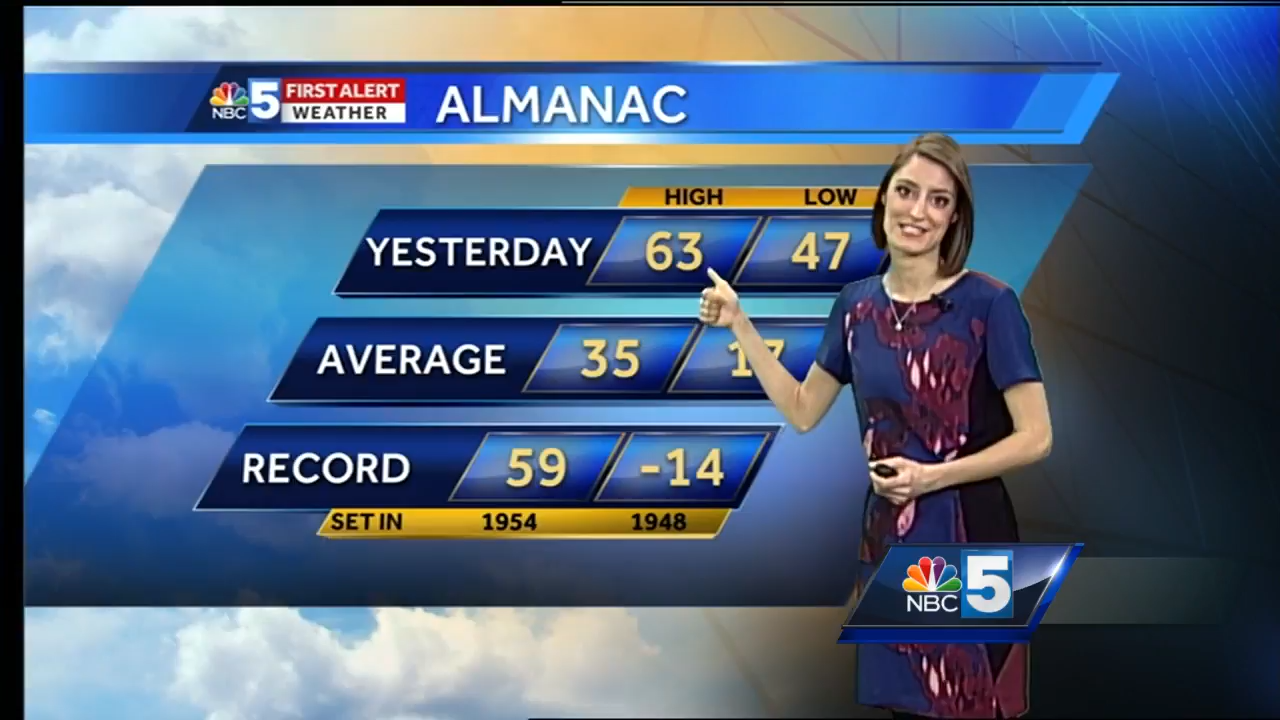 NBC 5 FIRST ALERT WEATHER ALMANAC
HIGH LOW
YESTERDAY 63 47
AVERAGE 35 17
RECORD 59 -14
SET IN 1954 1948
NBC 5